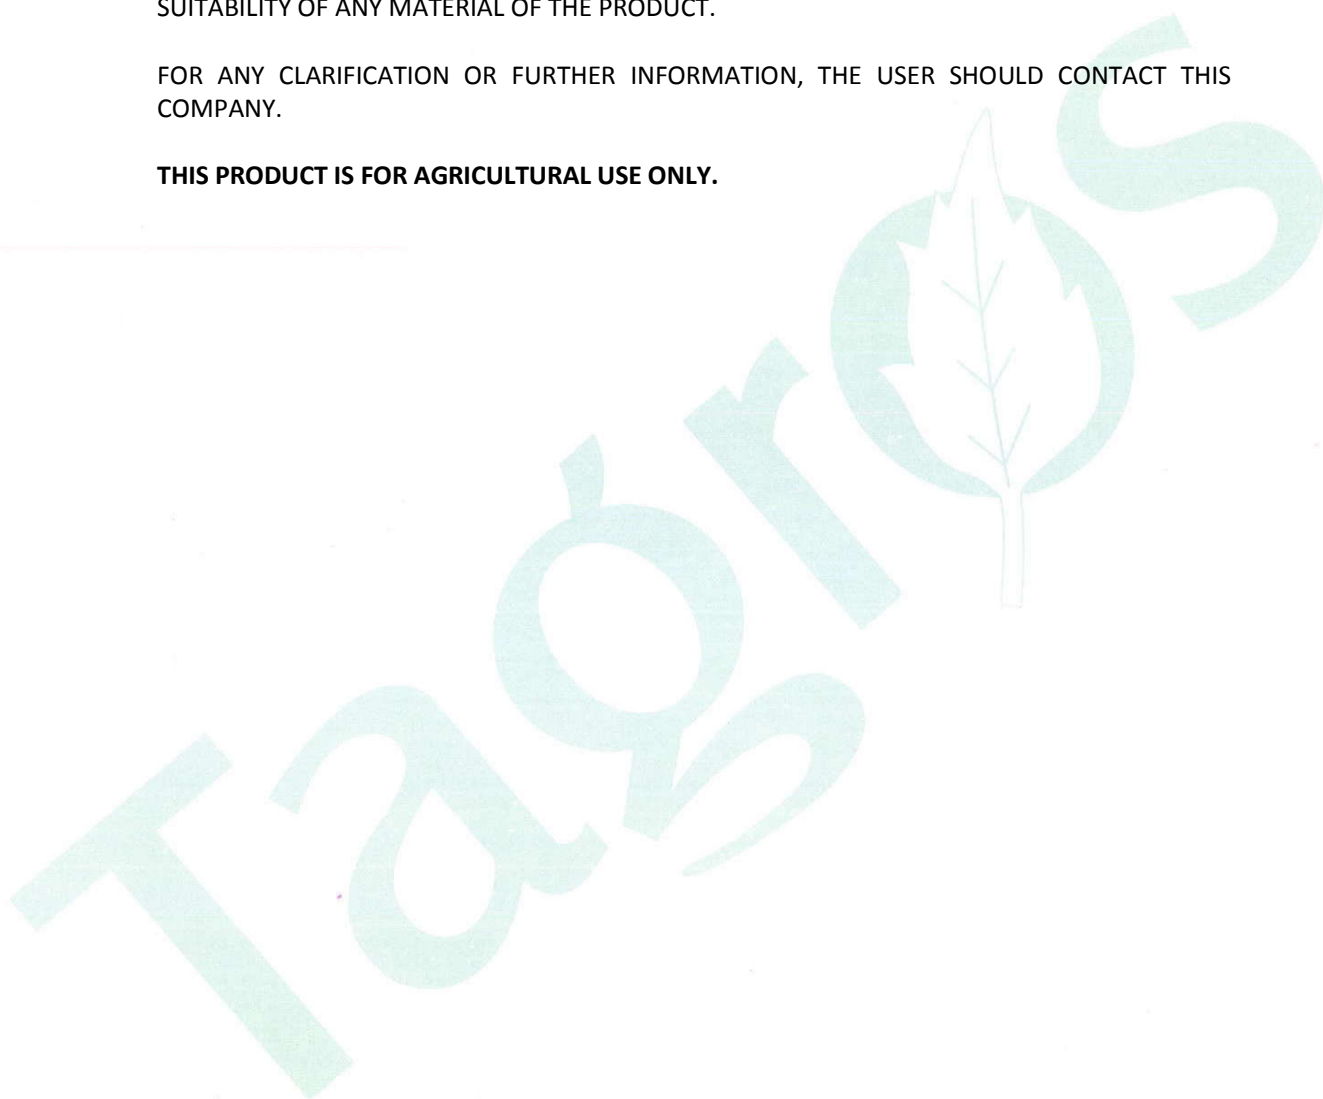 SUITABILITY OF ANY MATERIAL OF THE PRODUCT.
FOR ANY CLARIFICATION OR FURTHER INFORMATION, THE USER SHOULD CONTACT THIS
COMPANY.
THIS PRODUCT IS FOR AGRICULTURAL USE ONLY.
Tagros